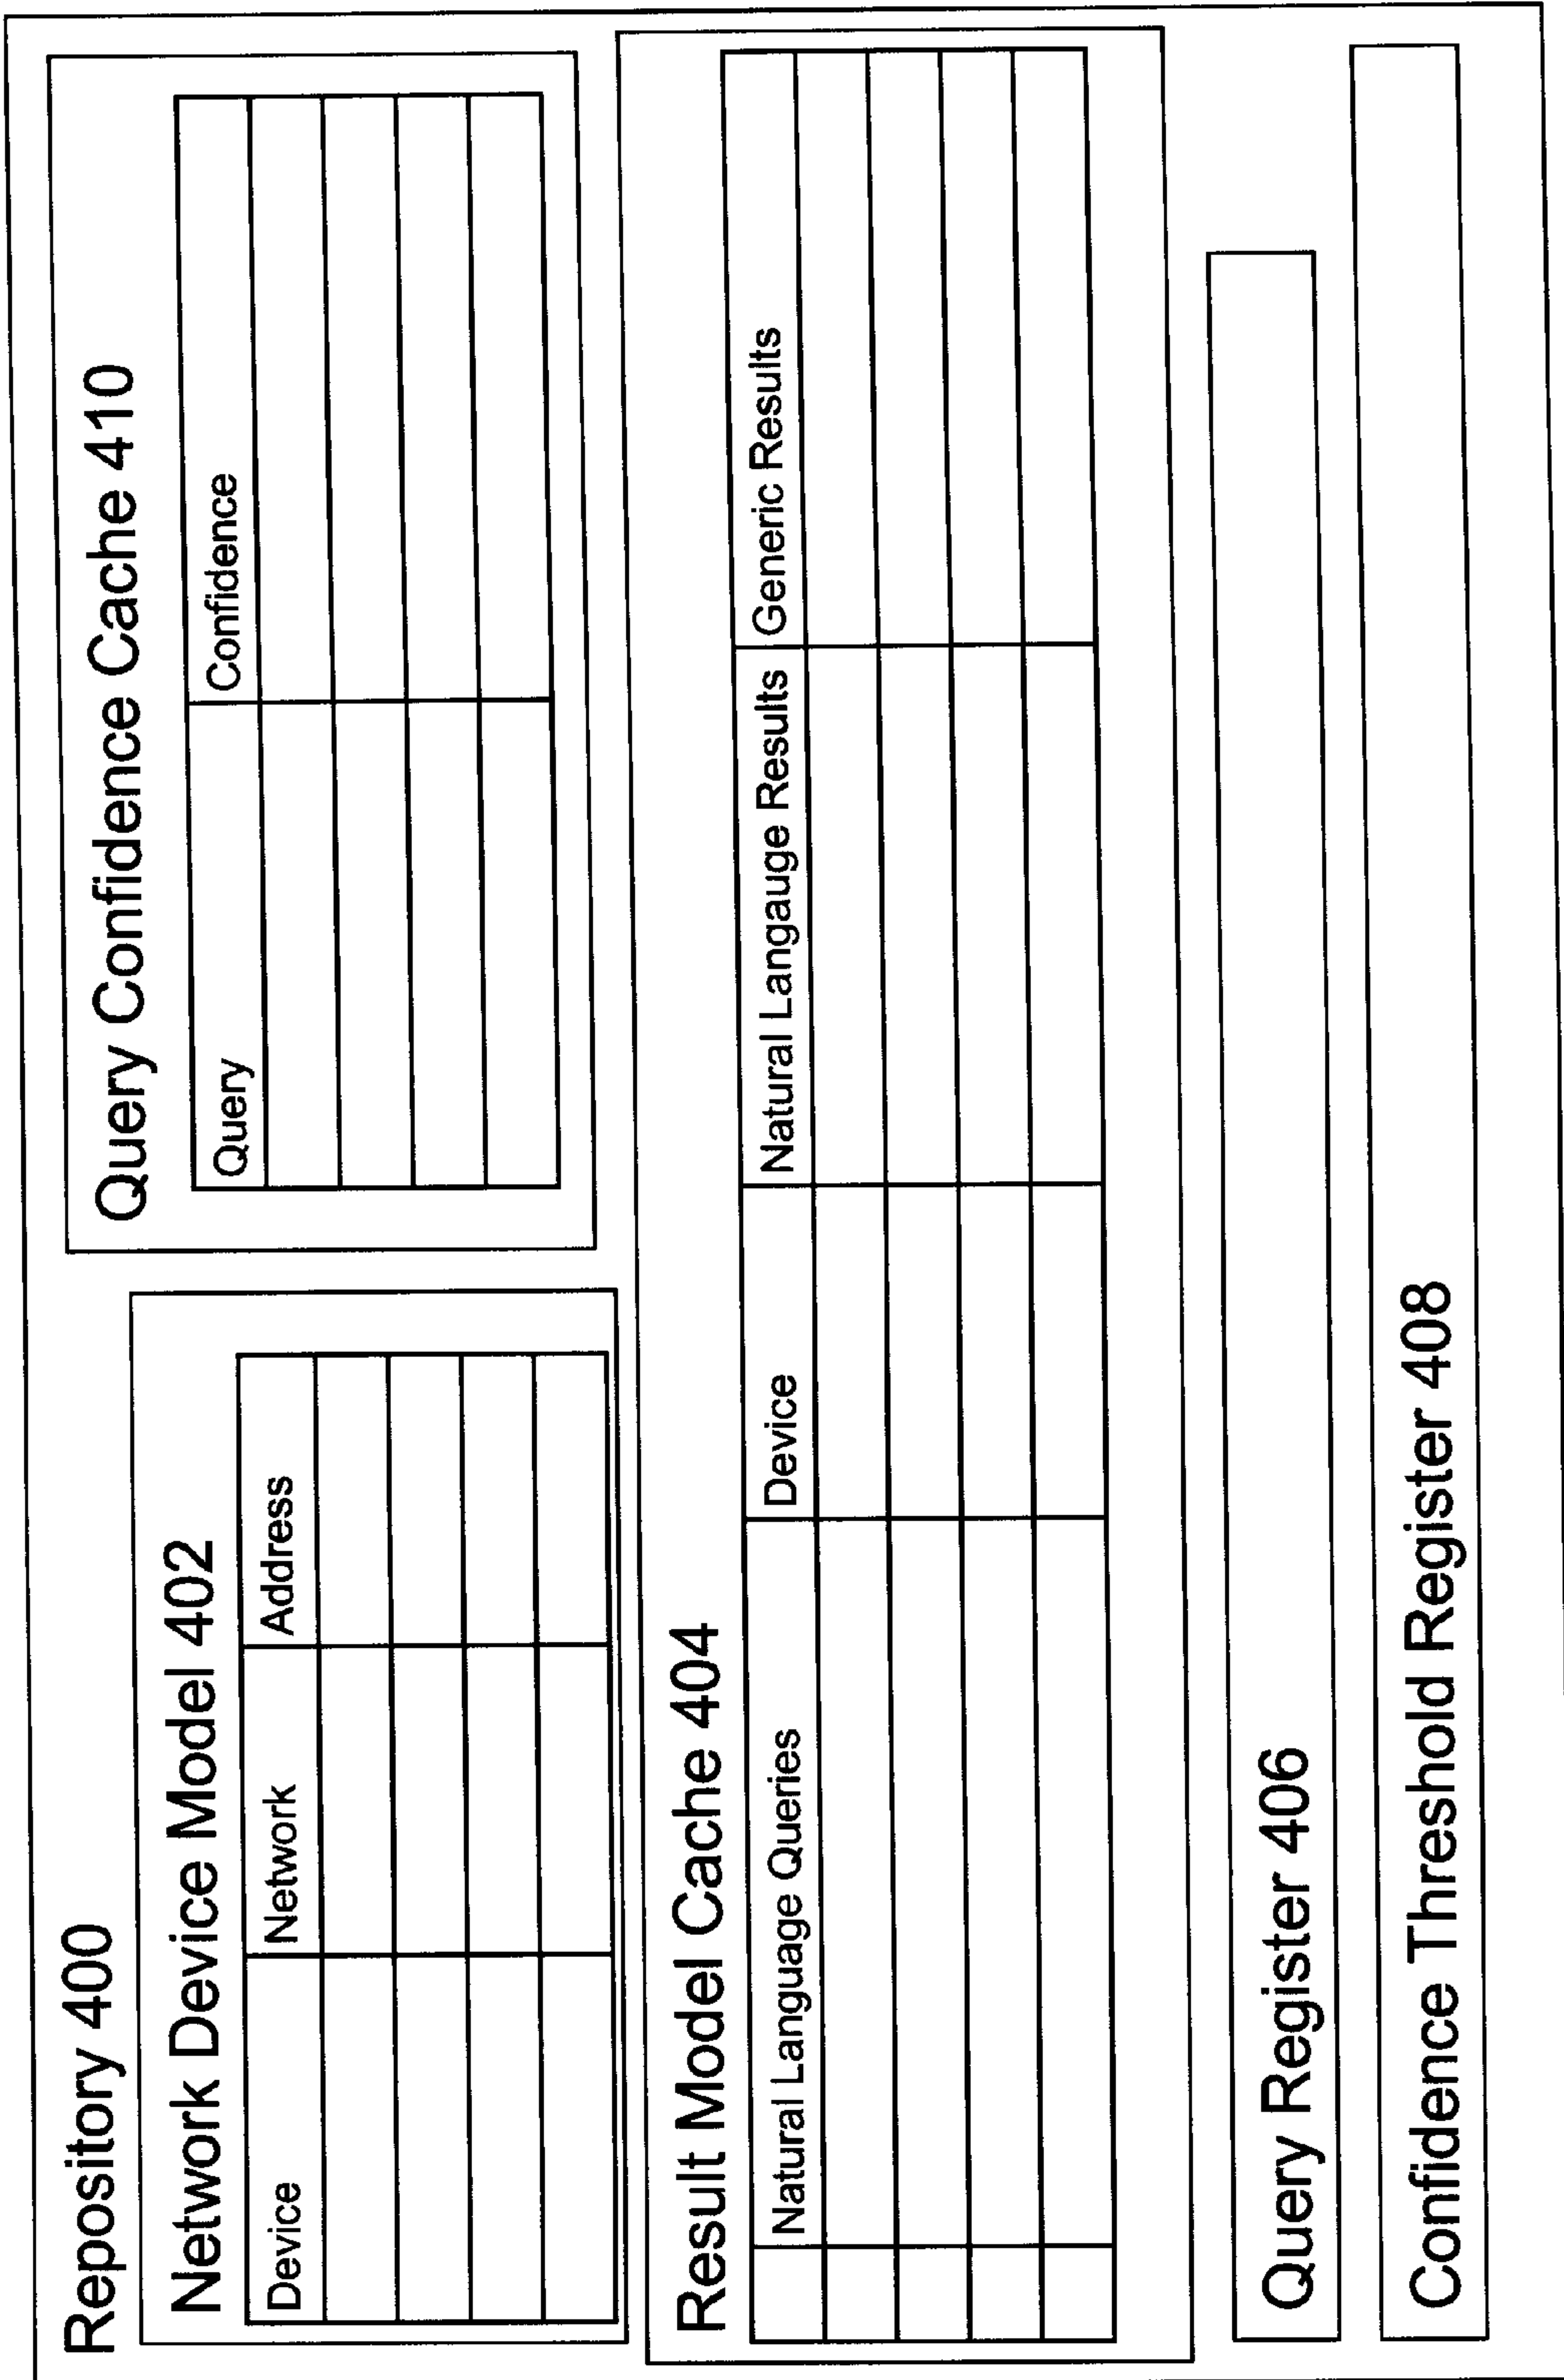 Repository 400
Network Device Model 402
Device Network Address
Query Confidence Cache 410
Query Confidence
Result Model Cache 404
Natural Language Queries Device Natural Langauge Results Generic Results
Query Register 406
Confidence Threshold Register 408